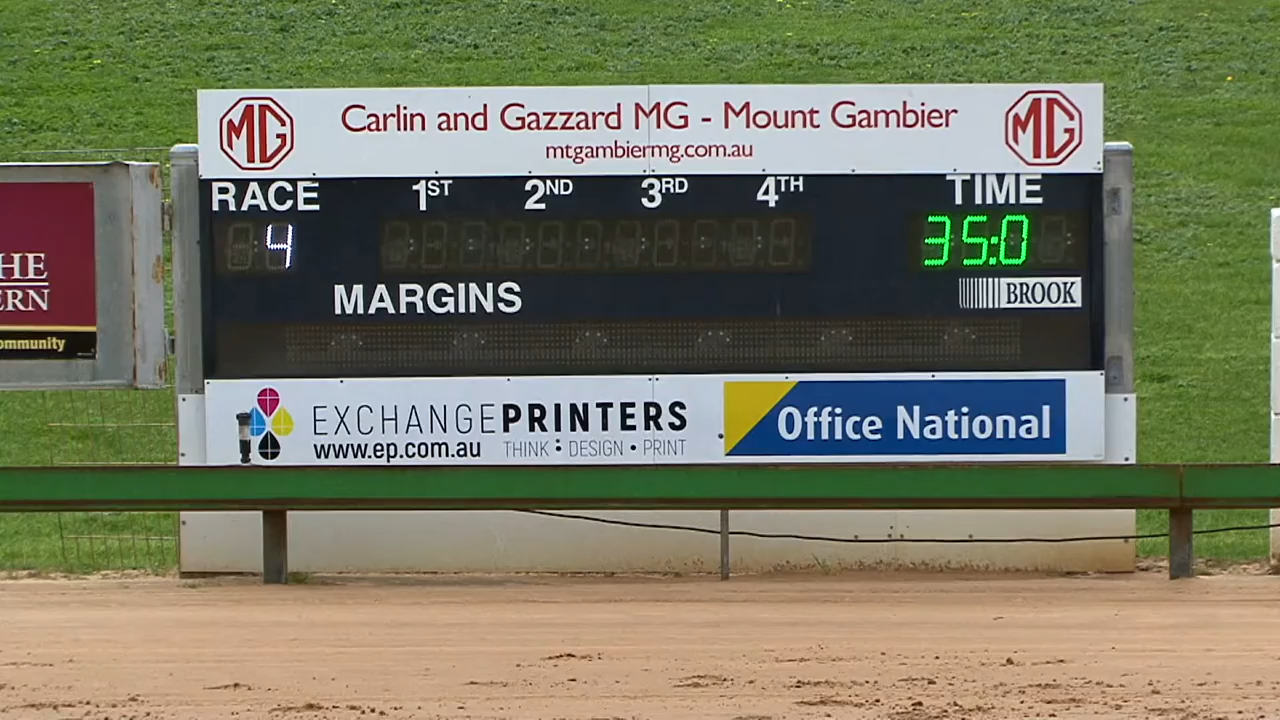 MG
Carlin and Gazzard MG - Mount Gambier
MG
mtgambiermg.com.au
RACE 1ST 2ND 3RD 4TH TIME
4 35:0
MARGINS
BROOK
HE
ERN
ommunity
EXCHANGEPRINTERS
www.ep.com.au THINK • DESIGN • PRINT
Office National